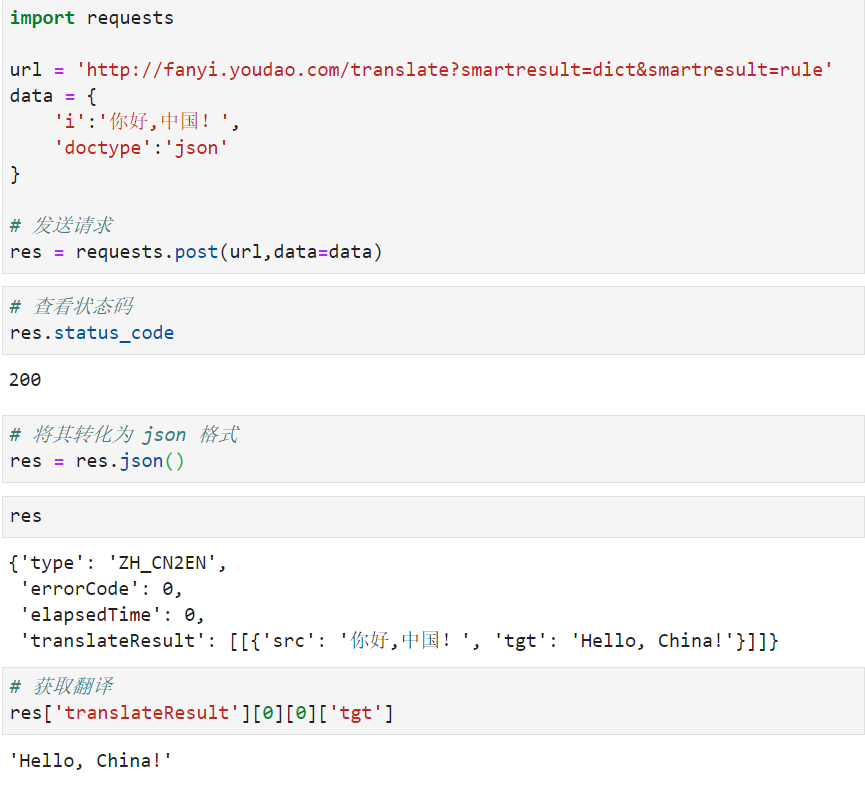 import requests
url = 'http://fanyi.youdao.com/translate?smartresult=dict&smartresult=rule'
data = {
    'i':'你好,中国！',
    'doctype':'json'
}
# 发送请求
res = requests.post(url,data=data)
# 查看状态码
res.status_code
200
# 将其转化为 json 格式
res = res.json()
res
{'type': 'ZH_CN2EN',
 'errorCode': 0,
 'elapsedTime': 0,
 'translateResult': [[{'src': '你好,中国！', 'tgt': 'Hello, China!'}]]}
# 获取翻译
res['translateResult'][0][0]['tgt']
'Hello, China!'